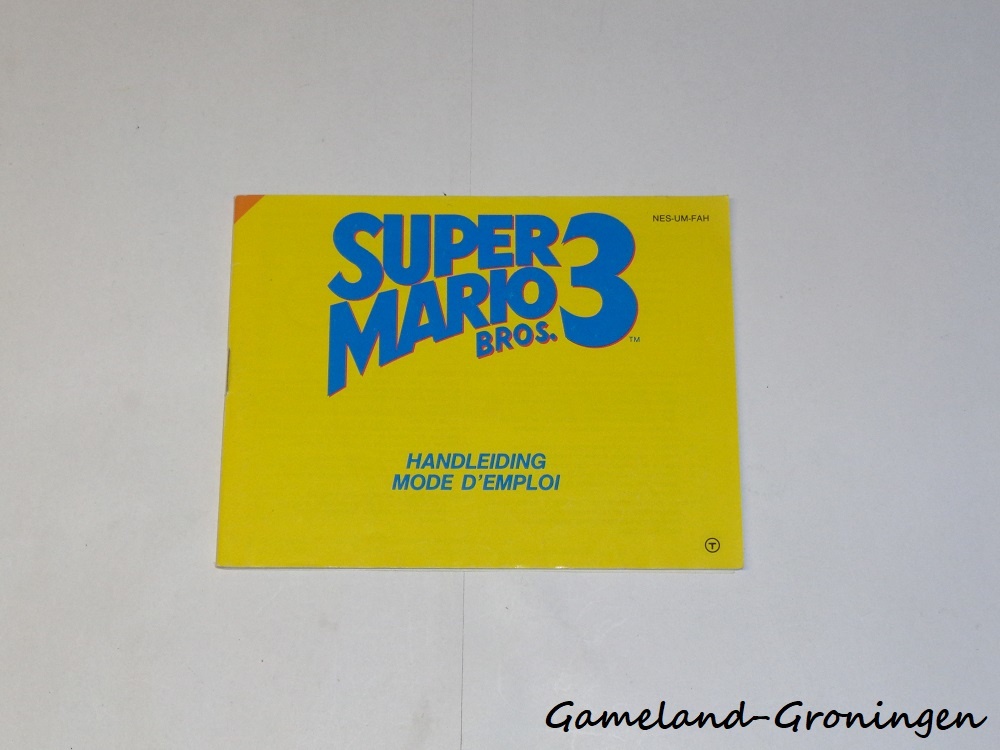 NES-UM-FAH
SUPER
MARIO
BROS. 3 TM
HANDLEIDING
MODE D'EMPLOI
T
Gameland-Groningen